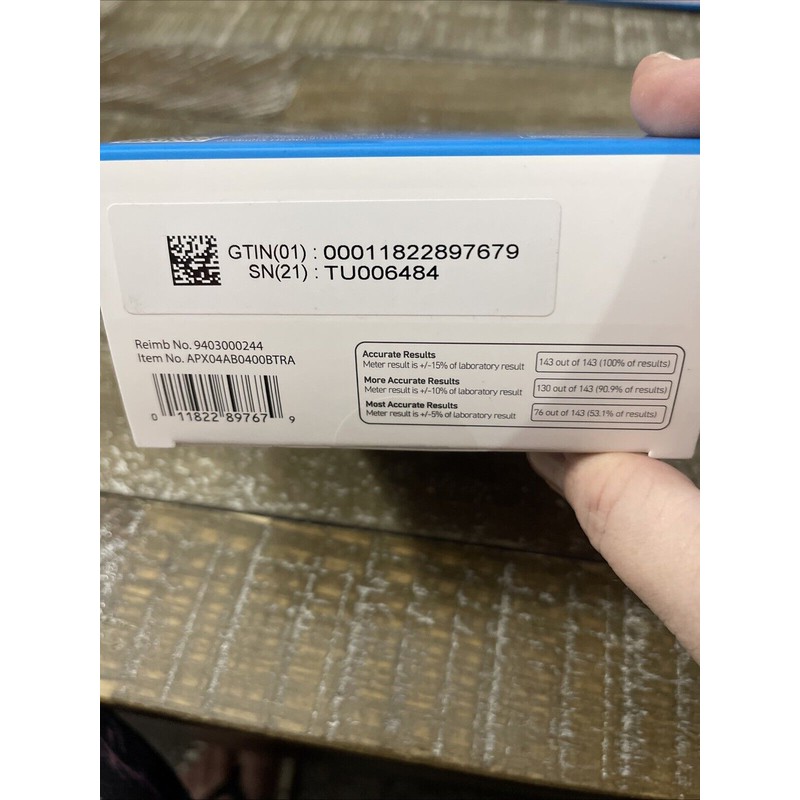 GTIN(01) : 00011822897679
SN(21) : TU006484
Reimb No. 9403000244
Item No. APX04AB0400BTRA
0 11822 89767 9
Accurate Results
Meter result is +/-15% of laboratory result
143 out of 143 (100% of results)
More Accurate Results
Meter result is +/-10% of laboratory result
130 out of 143 (90.9% of results)
Most Accurate Results
Meter result is +/-5% of laboratory result
76 out of 143 (53.1% of results)